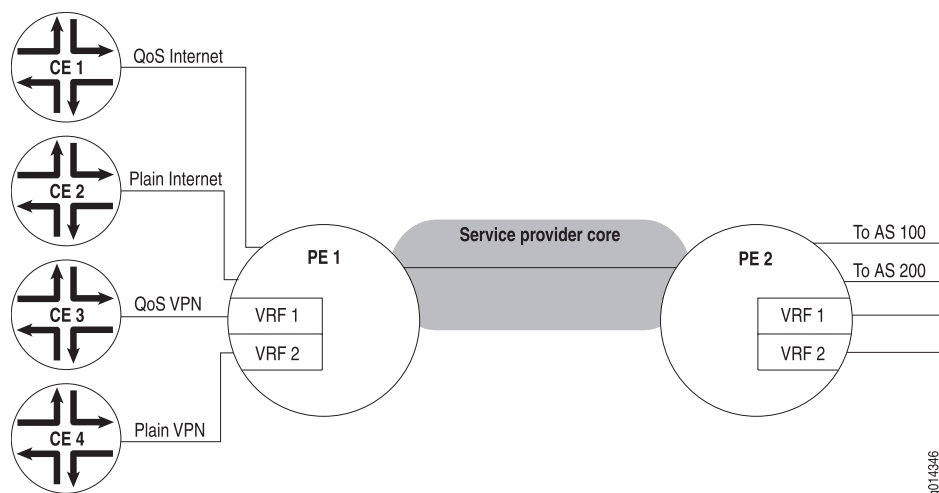 CE 1
QoS Internet
CE 2
Plain Internet
CE 3
QoS VPN
CE 4
Plain VPN
PE 1
VRF 1
VRF 2
Service provider core
PE 2
VRF 1
VRF 2
To AS 100
To AS 200
g014346